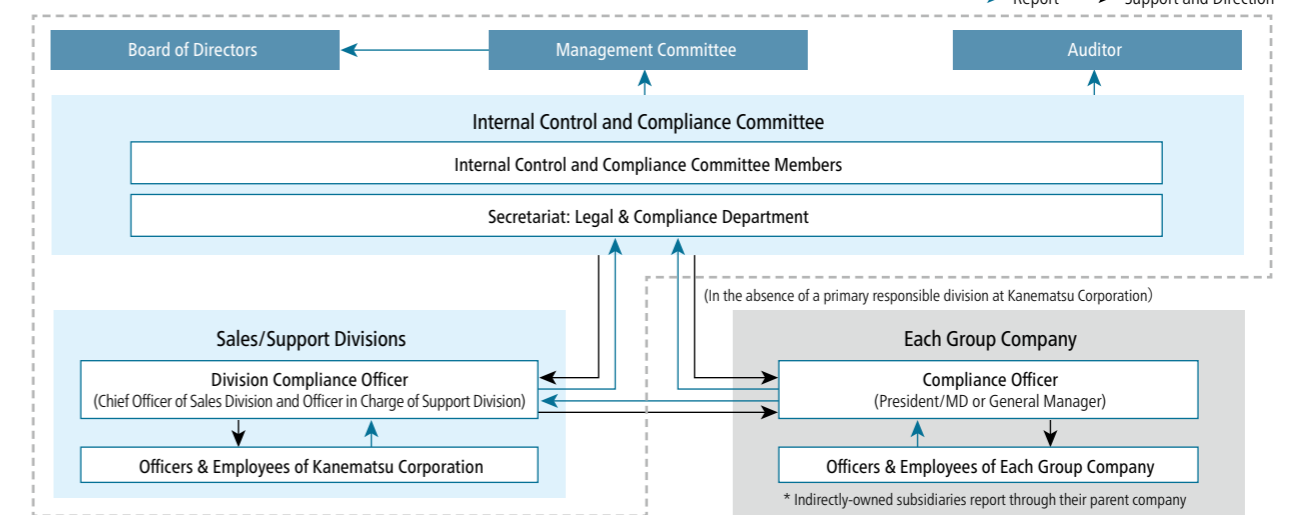 Report Support and Direction
Board of Directors
Management Committee
Auditor
Internal Control and Compliance Committee
Internal Control and Compliance Committee Members
Secretariat: Legal & Compliance Department
(In the absence of a primary responsible division at Kanematsu Corporation)
Sales/Support Divisions
Division Compliance Officer
(Chief Officer of Sales Division and Officer in Charge of Support Division)
Officers & Employees of Kanematsu Corporation
Each Group Company
Compliance Officer
(President/MD or General Manager)
Officers & Employees of Each Group Company
* Indirectly-owned subsidiaries report through their parent company